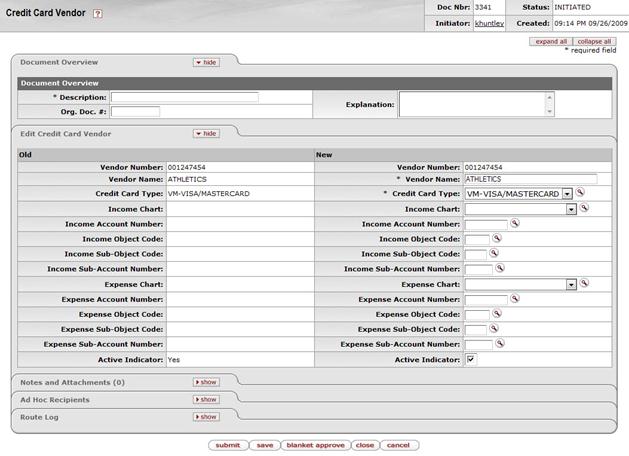 Credit Card Vendor ?
Doc Nbr: 3341 Status: INITIATED
Initiator: khuntley Created: 09:14 PM 09/26/2009
expand all collapse all
* required field
Document Overview hide
Document Overview
* Description: Explanation:
Org. Doc. #:
Edit Credit Card Vendor hide
Old New
Vendor Number: 001247454 Vendor Number: 001247454
Vendor Name: ATHLETICS * Vendor Name: ATHLETICS
Credit Card Type: VM-VISA/MASTERCARD * Credit Card Type: VM-VISA/MASTERCARD
Income Chart: Income Chart:
Income Account Number: Income Account Number:
Income Object Code: Income Object Code:
Income Sub-Object Code: Income Sub-Object Code:
Income Sub-Account Number: Income Sub-Account Number:
Expense Chart: Expense Chart:
Expense Account Number: Expense Account Number:
Expense Object Code: Expense Object Code:
Expense Sub-Object Code: Expense Sub-Object Code:
Expense Sub-Account Number: Expense Sub-Account Number:
Active Indicator: Yes Active Indicator:
Notes and Attachments (0) show
Ad Hoc Recipients show
Route Log show
submit save blanket approve close cancel